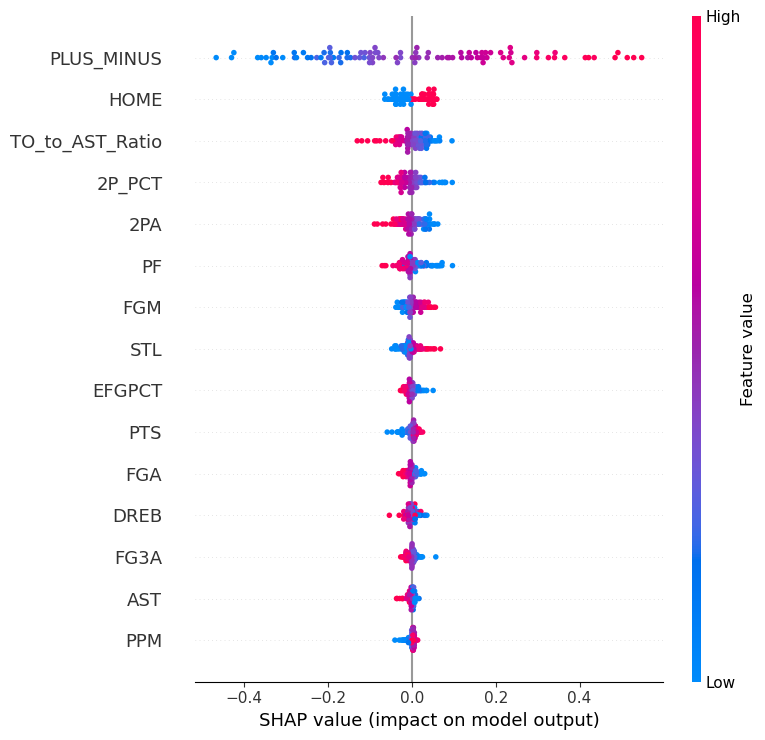 High
PLUS_MINUS
HOME
TO_to_AST_Ratio
2P_PCT
2PA
PF
FGM
STL
EFGPCT
PTS
FGA
DREB
FG3A
AST
PPM
Feature value
Low
−0.4 −0.2 0.0 0.2 0.4
SHAP value (impact on model output)